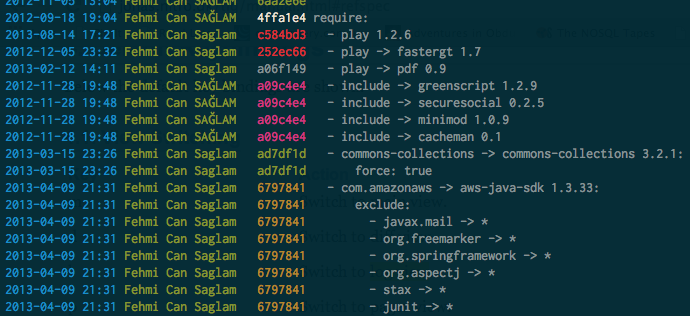 2012-11-05 13:04 Fehmi Can SAĞLAM 6aa2e6e
2012-09-18 19:04 Fehmi Can SAĞLAM 4ffa1e4 require:
2013-08-14 17:21 Fehmi Can Saglam c584bd3 - play 1.2.6
2012-12-05 23:32 Fehmi Can Saglam 252ec66 - play -> fastergt 1.7
2013-02-12 14:11 Fehmi Can Saglam a06f149 - play -> pdf 0.9
2012-11-28 19:48 Fehmi Can SAĞLAM a09c4e4 - include -> greenscript 1.2.9
2012-11-28 19:48 Fehmi Can SAĞLAM a09c4e4 - include -> securesocial 0.2.5
2012-11-28 19:48 Fehmi Can SAĞLAM a09c4e4 - include -> minimod 1.0.9
2012-11-28 19:48 Fehmi Can SAĞLAM a09c4e4 - include -> cacheman 0.1
2013-03-15 23:26 Fehmi Can Saglam ad7df1d - commons-collections -> commons-collections 3.2.1:
2013-03-15 23:26 Fehmi Can Saglam ad7df1d force: true
2013-04-09 21:31 Fehmi Can Saglam 6797841 - com.amazonaws -> aws-java-sdk 1.3.33:
2013-04-09 21:31 Fehmi Can Saglam 6797841 exclude:
2013-04-09 21:31 Fehmi Can Saglam 6797841 - javax.mail -> *
2013-04-09 21:31 Fehmi Can Saglam 6797841 - org.freemarker -> *
2013-04-09 21:31 Fehmi Can Saglam 6797841 - org.springframework -> *
2013-04-09 21:31 Fehmi Can Saglam 6797841 - org.aspectj -> *
2013-04-09 21:31 Fehmi Can Saglam 6797841 - stax -> *
2013-04-09 21:31 Fehmi Can Saglam 6797841 - junit -> *